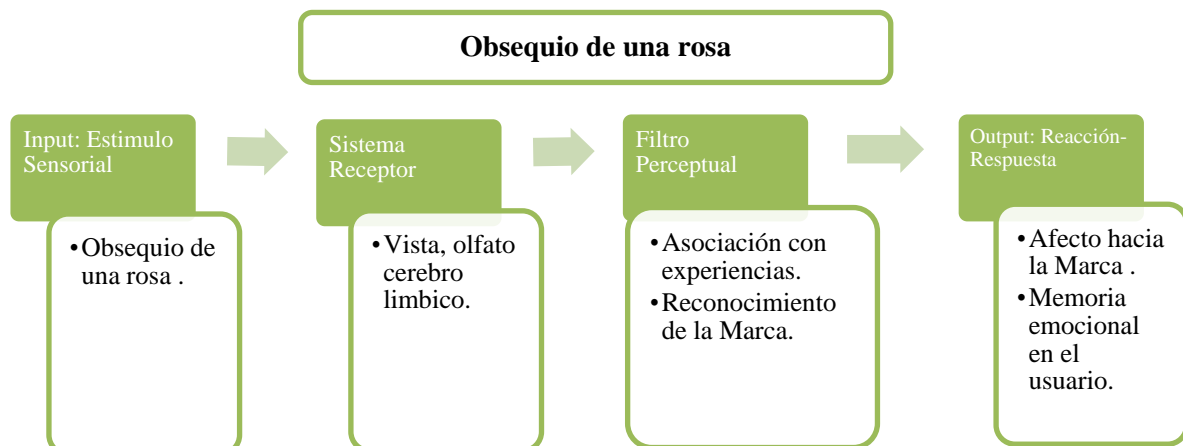 Obsequio de una rosa
Input: Estimulo
Sensorial
•Obsequio de
una rosa .
Sistema
Receptor
•Vista, olfato
cerebro
limbico.
Filtro
Perceptual
•Asociación con
experiencias.
•Reconocimiento
de la Marca.
Output: Reacción-
Respuesta
•Afecto hacia
la Marca .
•Memoria
emocional
en el
usuario.